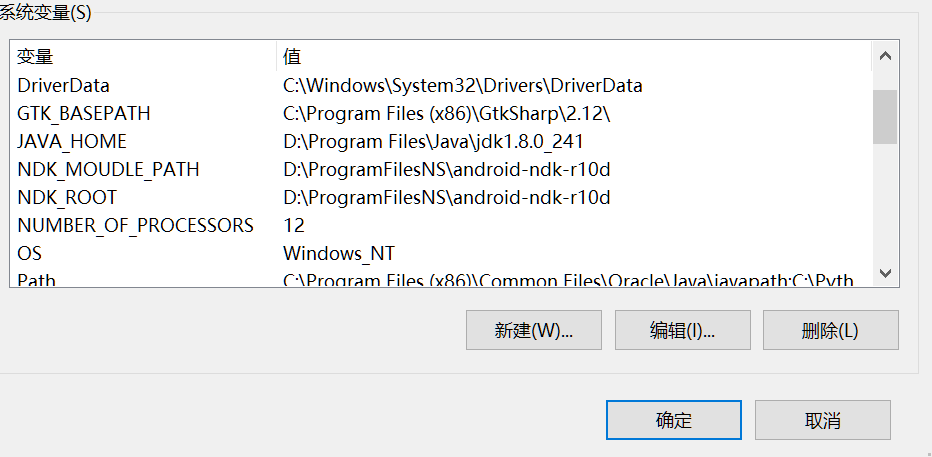 系统变量(S)
变量 值
DriverData C:\Windows\System32\Drivers\DriverData
GTK_BASEPATH C:\Program Files (x86)\GtkSharp\2.12\
JAVA_HOME D:\Program Files\Java\jdk1.8.0_241
NDK_MOUDLE_PATH D:\ProgramFilesNS\android-ndk-r10d
NDK_ROOT D:\ProgramFilesNS\android-ndk-r10d
NUMBER_OF_PROCESSORS 12
OS Windows_NT
Path C:\Program Files (x86)\Common Files\Oracle\Java\javapath;C:\Pyth
新建(W)... 编辑(I)... 删除(L)
确定 取消